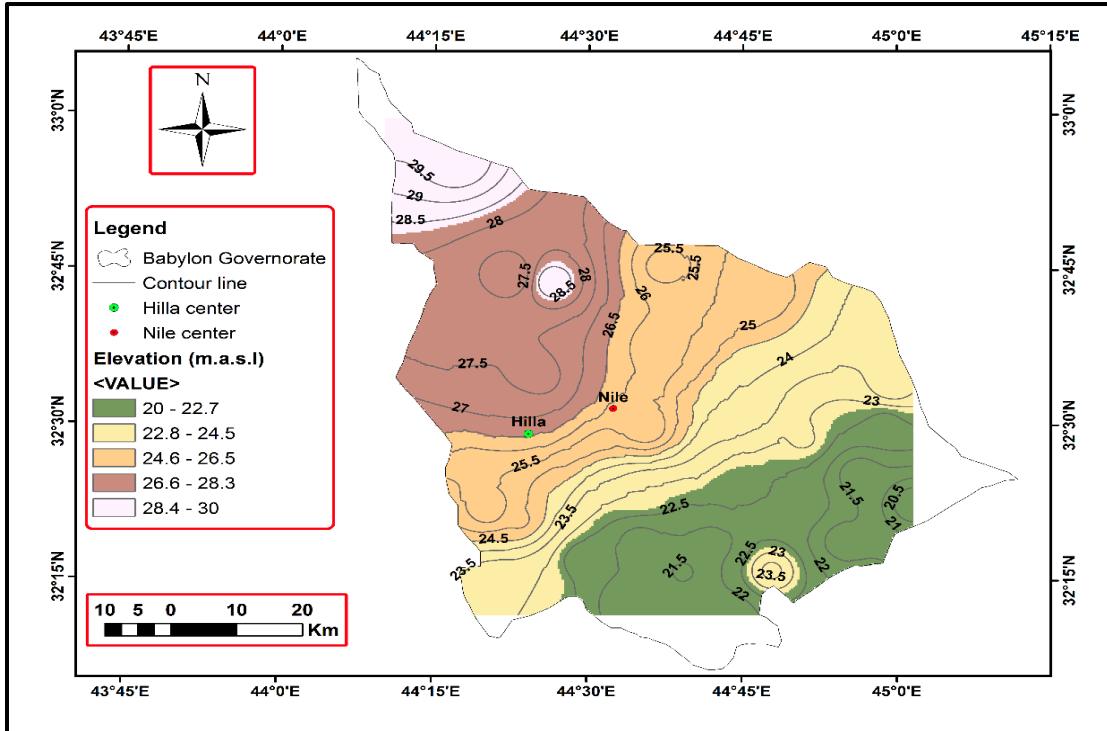 43°45'E 44°0'E 44°15'E 44°30'E 44°45'E 45°0'E 45°15'E
N
33°0'N
33°0'N
32°45'N
32°45'N
32°30'N
32°30'N
32°15'N
32°15'N
Legend
Babylon Governorate
Contour line
Hilla center
Nile center
Elevation (m.a.s.l)
<VALUE>
20 - 22.7
22.8 - 24.5
24.6 - 26.5
26.6 - 28.3
28.4 - 30
10 5 0 10 20
Km
29.5
29
28.5
28
27.5
28
28.5
25.5
25.5
26
26.5
25
24
27.5
27
Nile
Hilla
23
25.5
23.5
22.5
21.5
20.5
21
24.5
23.5
21.5
22.5
23
23.5
22
22
43°45'E 44°0'E 44°15'E 44°30'E 44°45'E 45°0'E